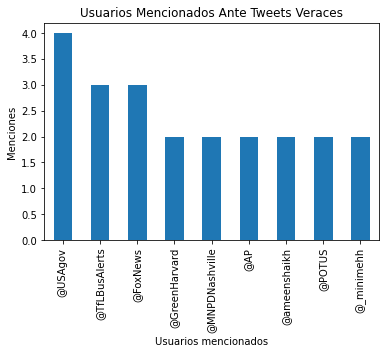 Usuarios Mencionados Ante Tweets Veraces
Menciones
4.0
3.5
3.0
2.5
2.0
1.5
1.0
0.5
0.0
@USAgov
@TfLBusAlerts
@FoxNews
@GreenHarvard
@MNPDNashville
@AP
@ameenshaikh
@POTUS
@_minimehh
Usuarios mencionados